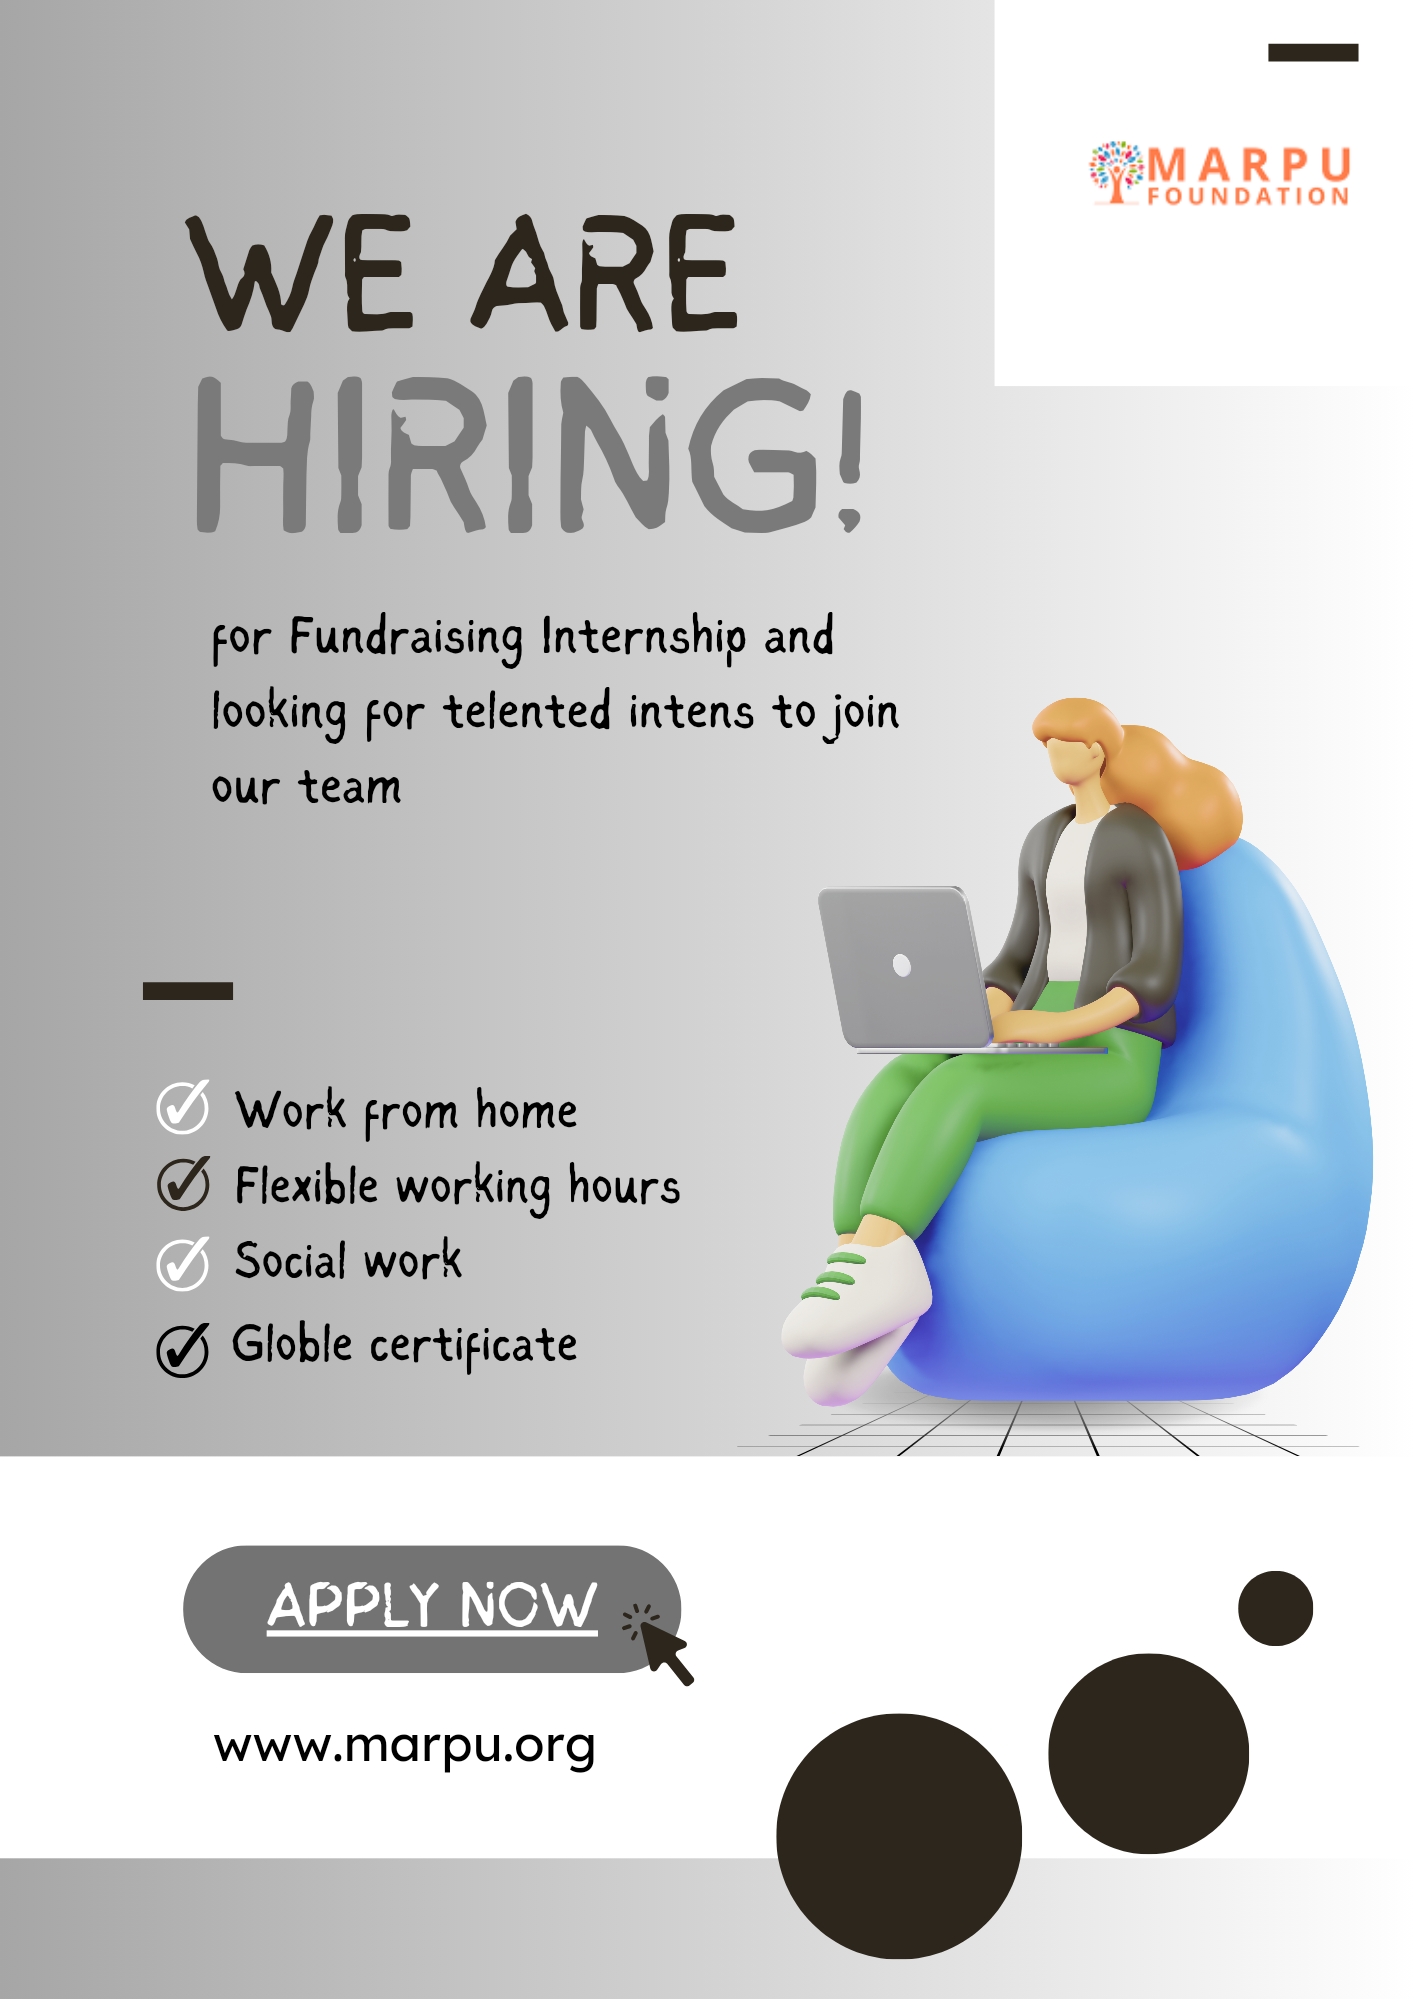 MARPU
FOUNDATION
WE ARE
HIRING!
for Fundraising Internship and
looking for telented intens to join
our team
Work from home
Flexible working hours
Social work
Globle certificate
APPLY NOW
www.marpu.org